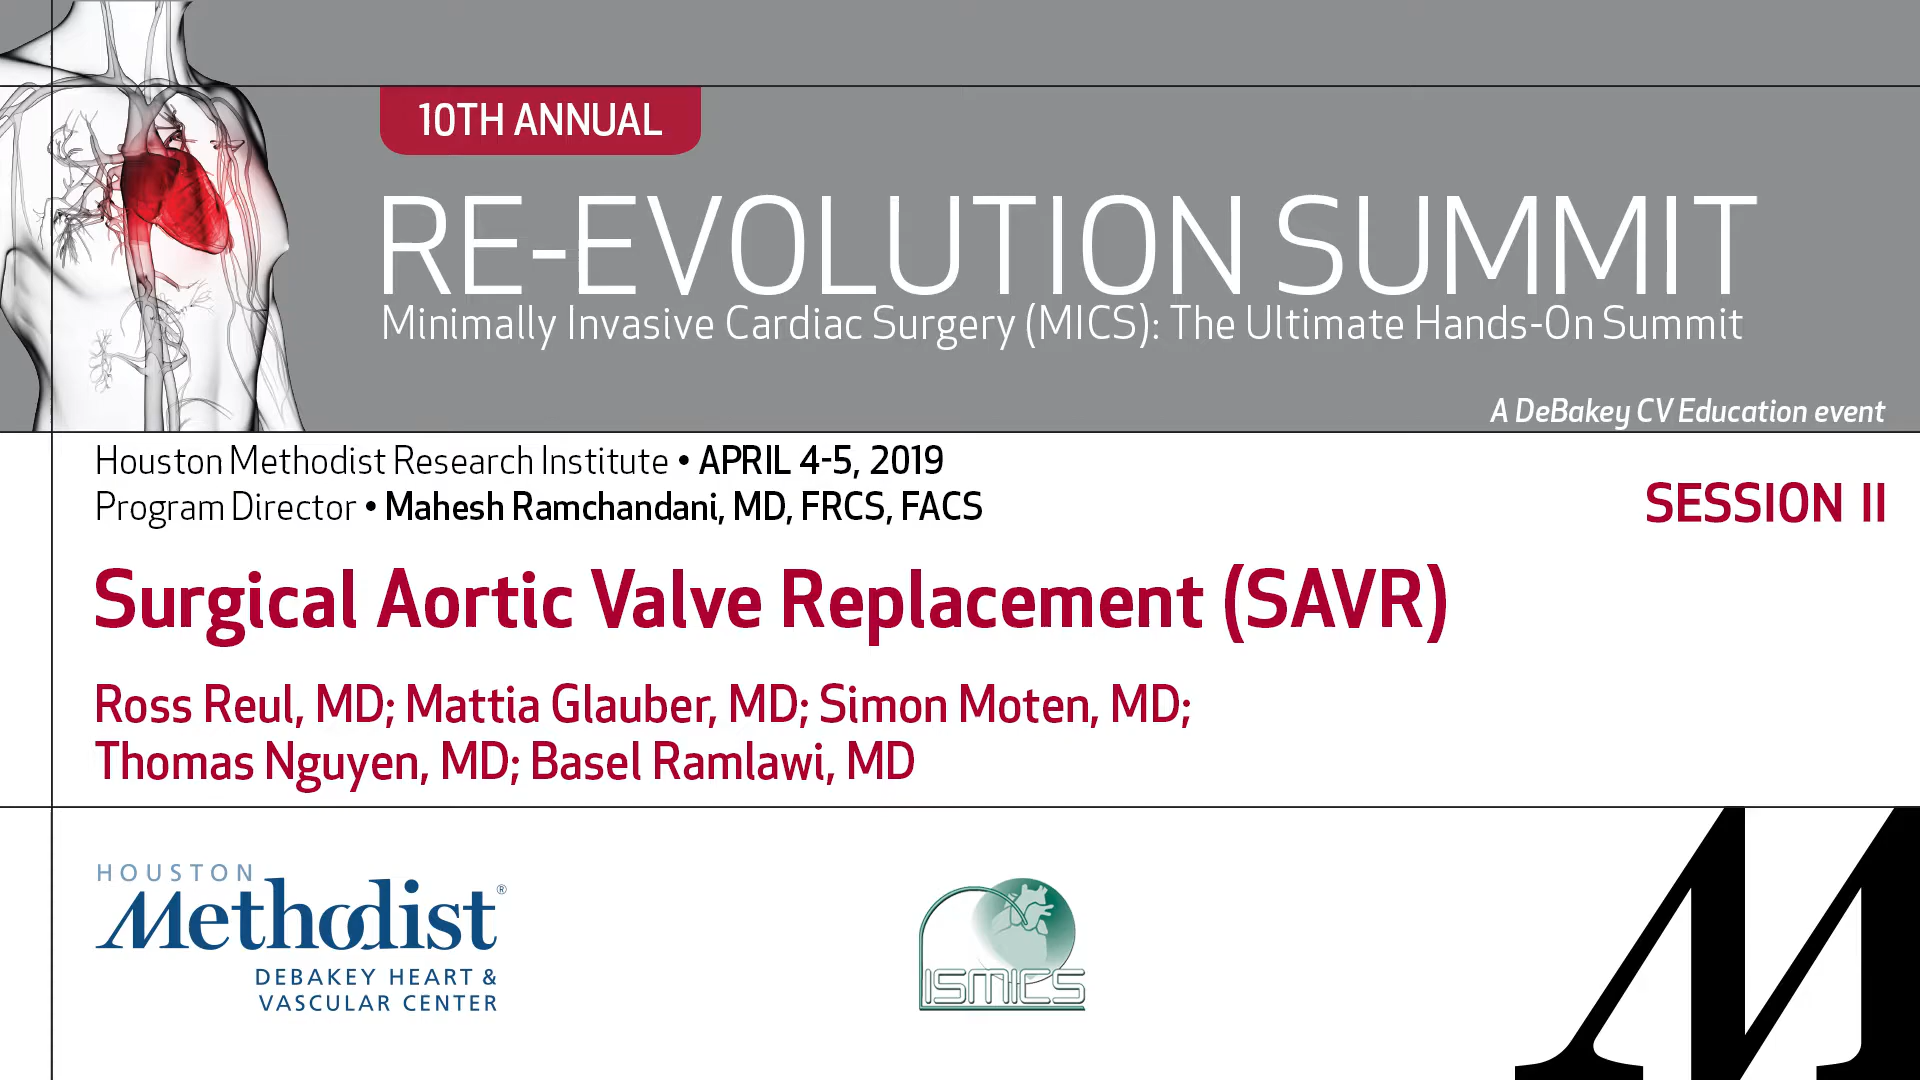 10TH ANNUAL
RE-EVOLUTION SUMMIT
Minimally Invasive Cardiac Surgery (MICS): The Ultimate Hands-On Summit
A DeBakey CV Education event
Houston Methodist Research Institute • APRIL 4-5, 2019
Program Director • Mahesh Ramchandani, MD, FRCS, FACS
SESSION II
Surgical Aortic Valve Replacement (SAVR)
Ross Reul, MD; Mattia Glauber, MD; Simon Moten, MD;
Thomas Nguyen, MD; Basel Ramlawi, MD
HOUSTON
Methodist®
DEBAKEY HEART &
VASCULAR CENTER
ISMICS
M